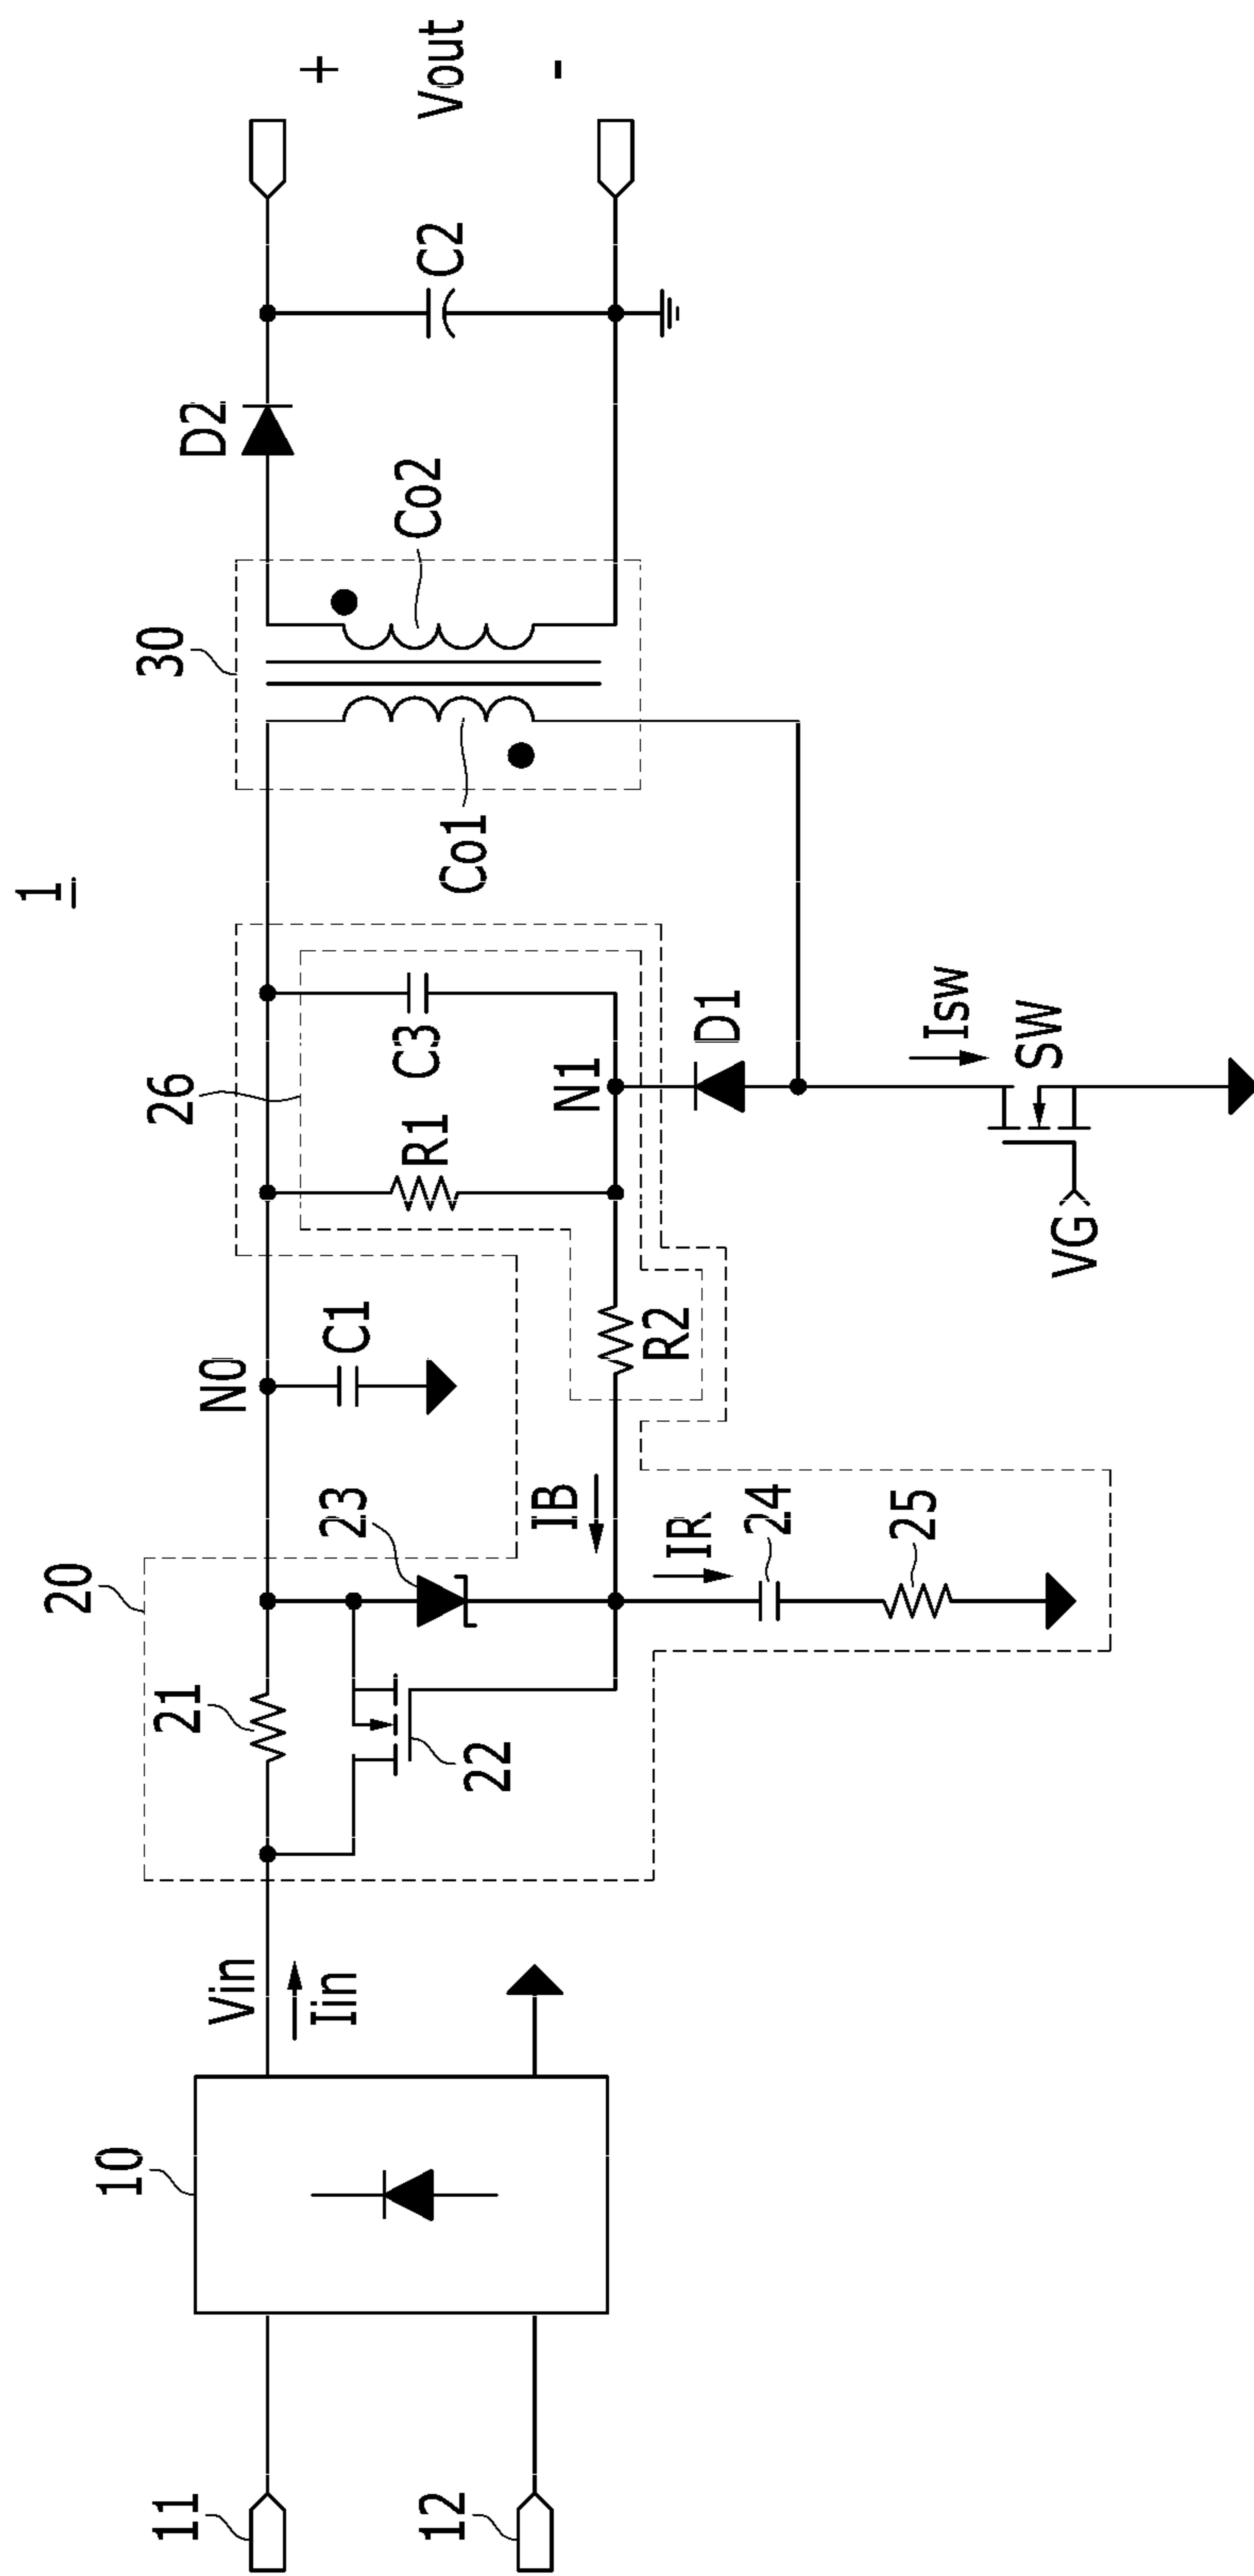 1
20
26
30
D2
+
Vout
-
C2
Co2
Co1
C3
R1
N1
D1
Isw
SW
VG
N0
C1
R2
23
IB
IR
24
25
21
22
Vin
Iin
10
11
12